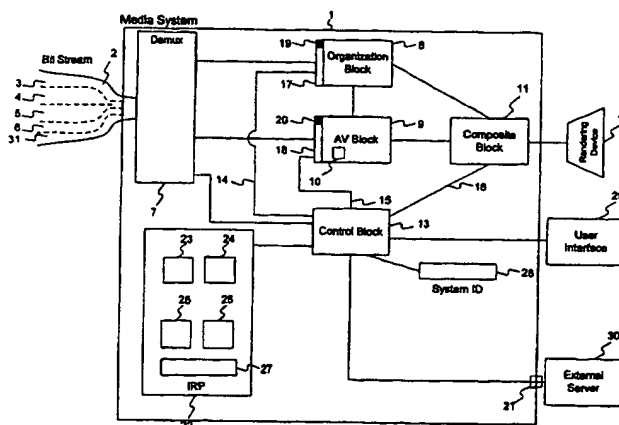 Media System
1
Bit Stream
2
3
4
5
6
31
Demux
7
19
17
Organization
Block
8
20
18
AV Block
9
10
Composite
Block
11
Rendering
Device
14
15
16
Control Block
13
User
Interface
System ID
28
23
24
25
26
27
IRP
21
External
Server
30